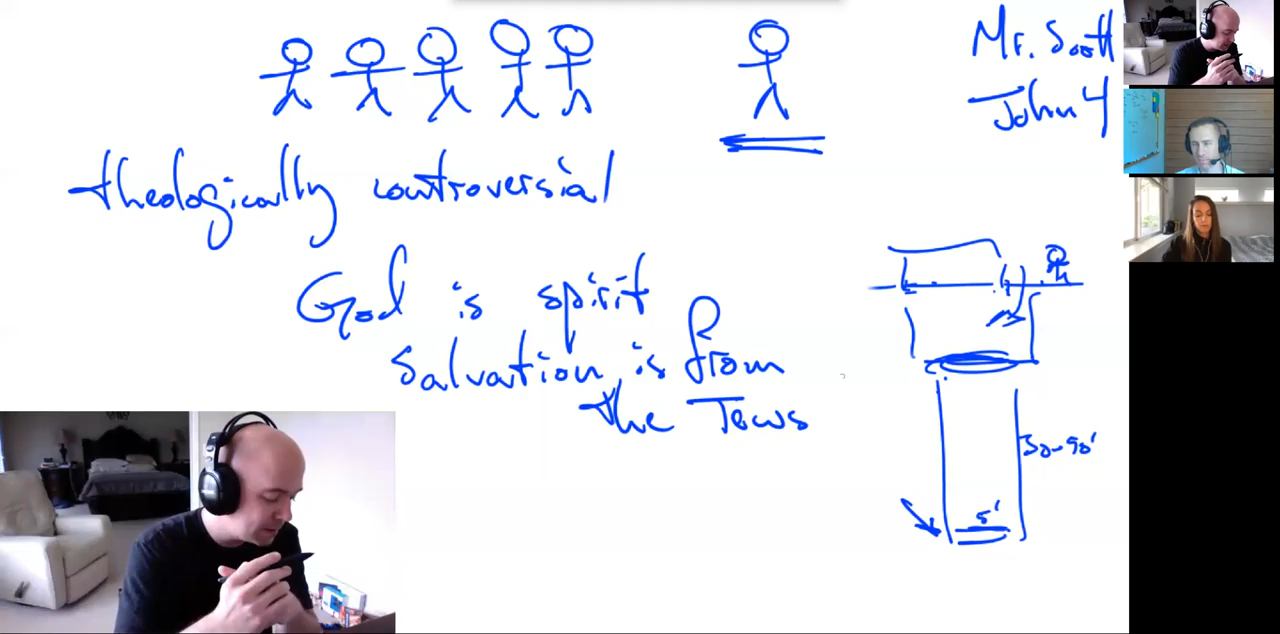 Mr. Scott
John 4
theologically controversial
God is spirit
Salvation is from
the Jews
30-90'
5'